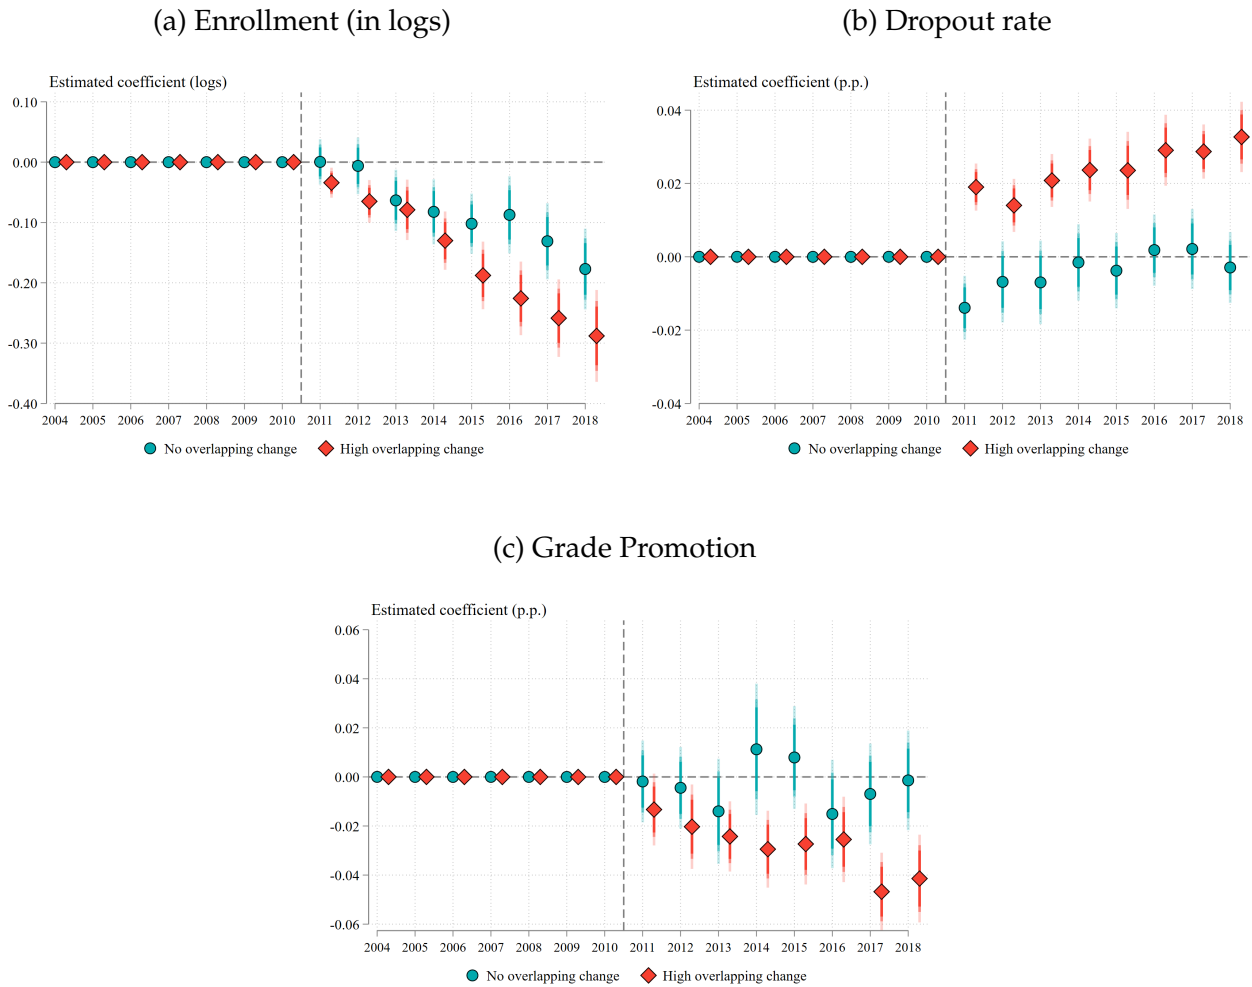 (a) Enrollment (in logs)
Estimated coefficient (logs)
0.10
0.00
-0.10
-0.20
-0.30
-0.40
2004 2005 2006 2007 2008 2009 2010 2011 2012 2013 2014 2015 2016 2017 2018
No overlapping change High overlapping change
(b) Dropout rate
Estimated coefficient (p.p.)
0.04
0.02
0.00
-0.02
-0.04
2004 2005 2006 2007 2008 2009 2010 2011 2012 2013 2014 2015 2016 2017 2018
No overlapping change High overlapping change
(c) Grade Promotion
Estimated coefficient (p.p.)
0.06
0.04
0.02
0.00
-0.02
-0.04
-0.06
2004 2005 2006 2007 2008 2009 2010 2011 2012 2013 2014 2015 2016 2017 2018
No overlapping change High overlapping change